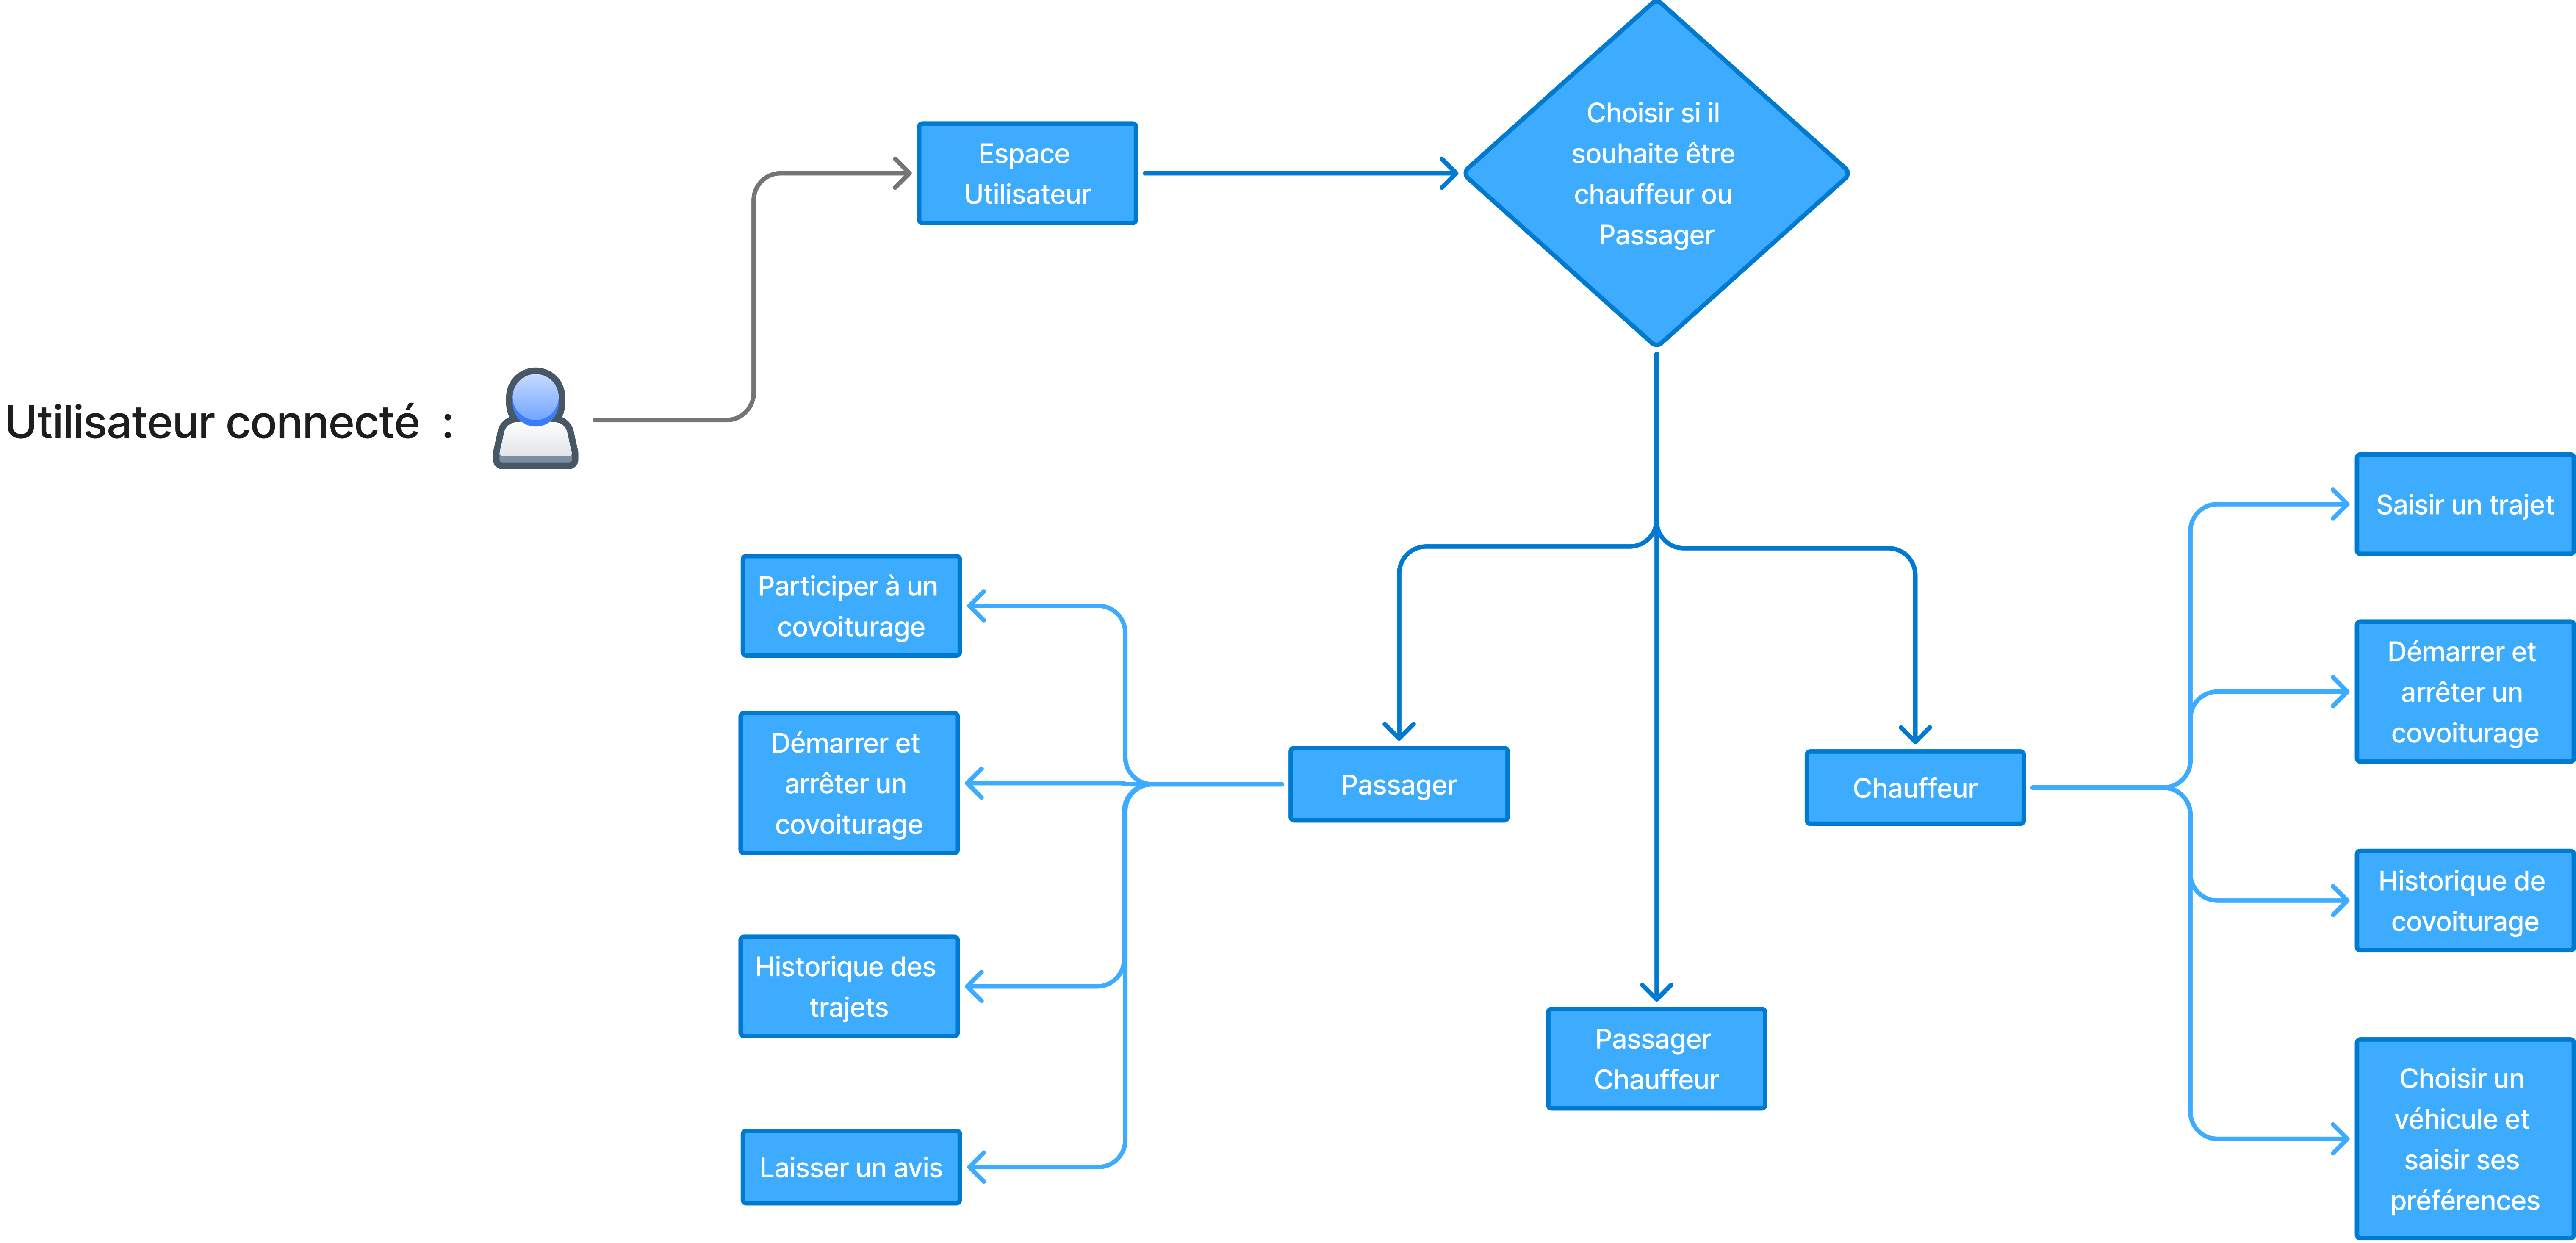 Choisir si il
souhaite être
chauffeur ou
Passager
Espace
Utilisateur
Utilisateur connecté :
Saisir un trajet
Participer à un
covoiturage
Démarrer et
arrêter un
covoiturage
Démarrer et
arrêter un
covoiturage
Passager
Chauffeur
Historique de
covoiturage
Historique des
trajets
Passager
Chauffeur
Choisir un
véhicule et
saisir ses
préférences
Laisser un avis